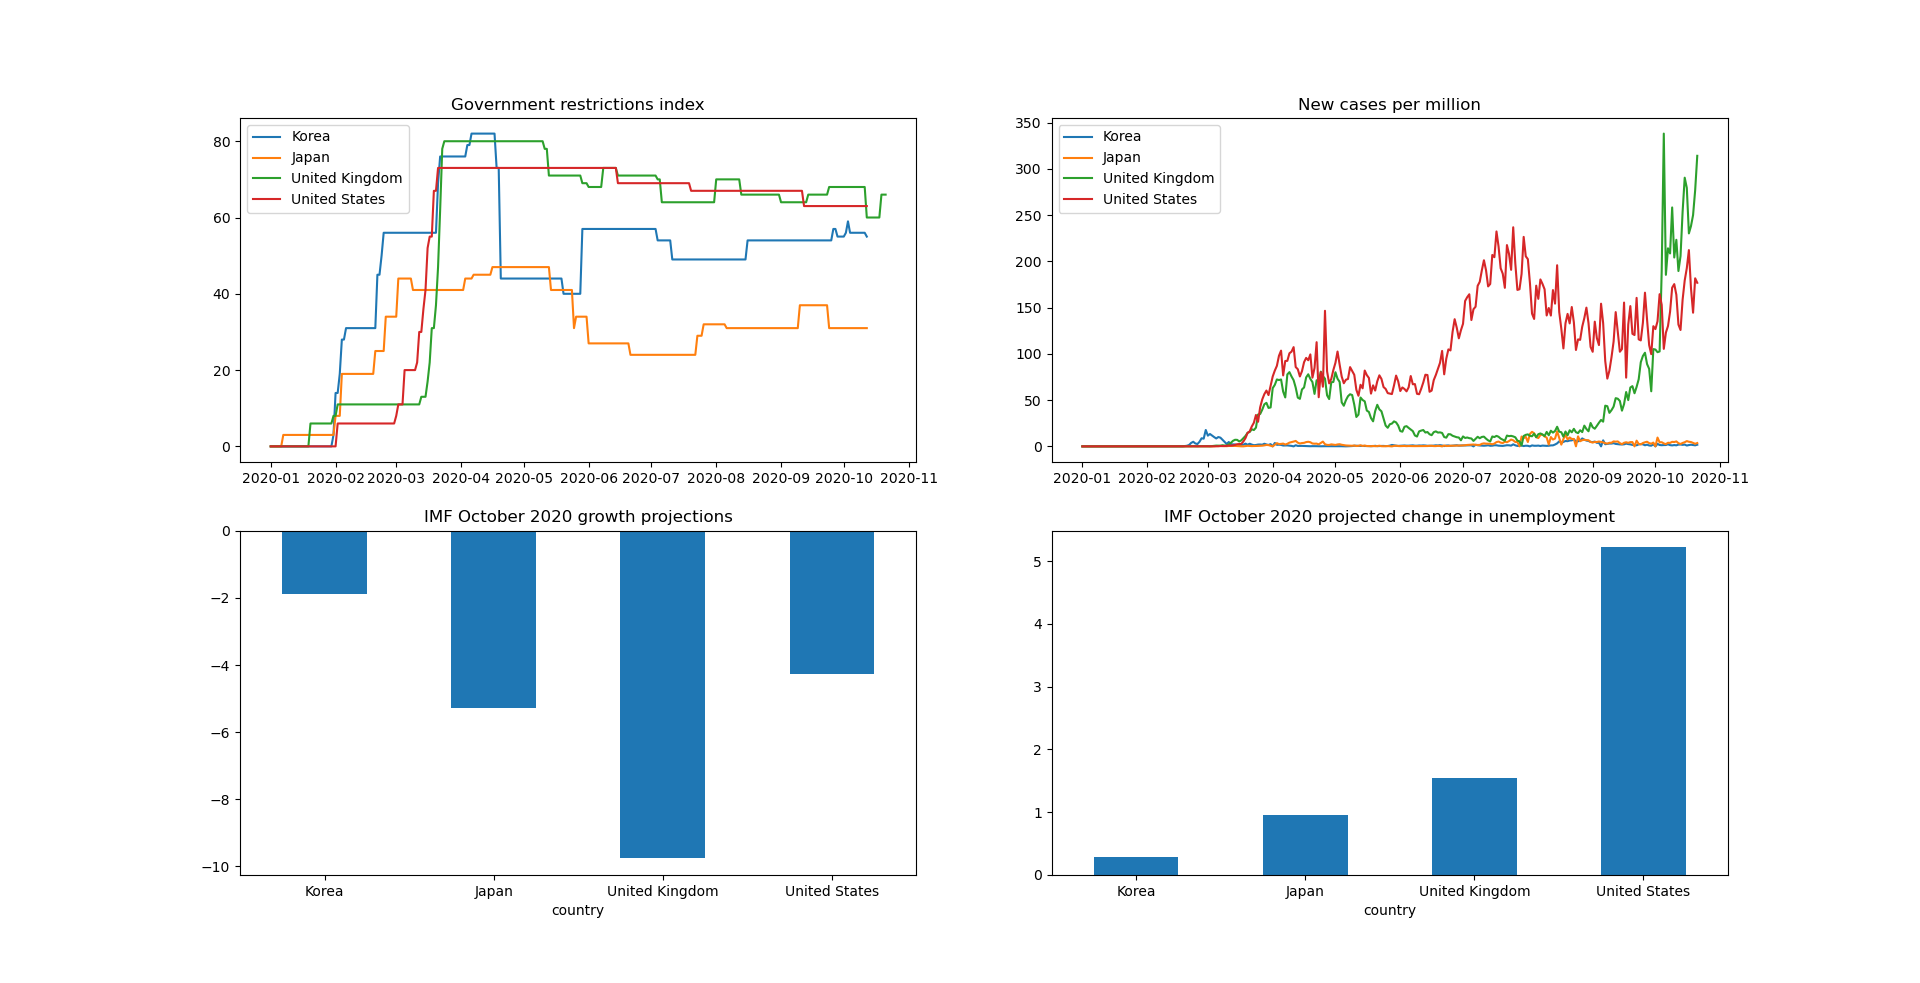 Government restrictions index
80
60
40
20
0
Korea
Japan
United Kingdom
United States
2020-01 2020-02 2020-03 2020-04 2020-05 2020-06 2020-07 2020-08 2020-09 2020-10 2020-11
New cases per million
350
300
250
200
150
100
50
0
Korea
Japan
United Kingdom
United States
2020-01 2020-02 2020-03 2020-04 2020-05 2020-06 2020-07 2020-08 2020-09 2020-10 2020-11
IMF October 2020 growth projections
0
−2
−4
−6
−8
−10
Korea Japan United Kingdom United States
country
IMF October 2020 projected change in unemployment
5
4
3
2
1
0
Korea Japan United Kingdom United States
country